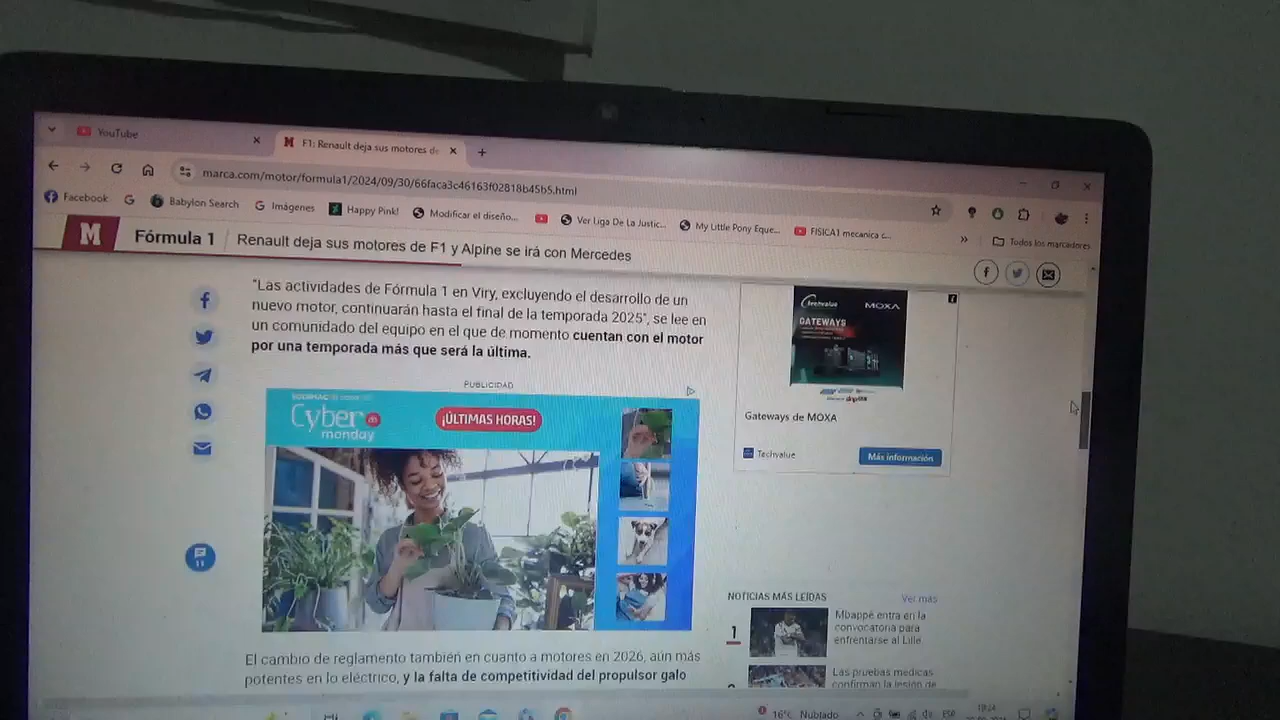 YouTube
F1: Renault deja sus motores de
marca.com/motor/formula1/2024/09/30/66faca3c46163f02818b45b5.html
Facebook
Babylon Search
Imágenes
Happy Pink!
Modificar el diseño...
Ver Liga De La Justic...
My Little Pony Eque...
FISICA1 mecanica c...
Todos los marcadores
M
Fórmula 1
Renault deja sus motores de F1 y Alpine se irá con Mercedes
"Las actividades de Fórmula 1 en Viry, excluyendo el desarrollo de un
nuevo motor, continuarán hasta el final de la temporada 2025", se lee en
un comunidado del equipo en el que de momento cuentan con el motor
por una temporada más que será la última.
PUBLICIDAD
Cyber
monday
¡ÚLTIMAS HORAS!
El cambio de reglamento también en cuanto a motores en 2026, aún más
potentes en lo eléctrico, y la falta de competitividad del propulsor galo
Techvalue
MOXA
GATEWAYS
Gateways de MOXA
Techvalue
Más información
NOTICIAS MÁS LEÍDAS
Ver más
1
Mbappé entra en la
convocatoria para
enfrentarse al Lille
Las pruebas médicas
confirman la lesión de
16°C Nublado
ESP